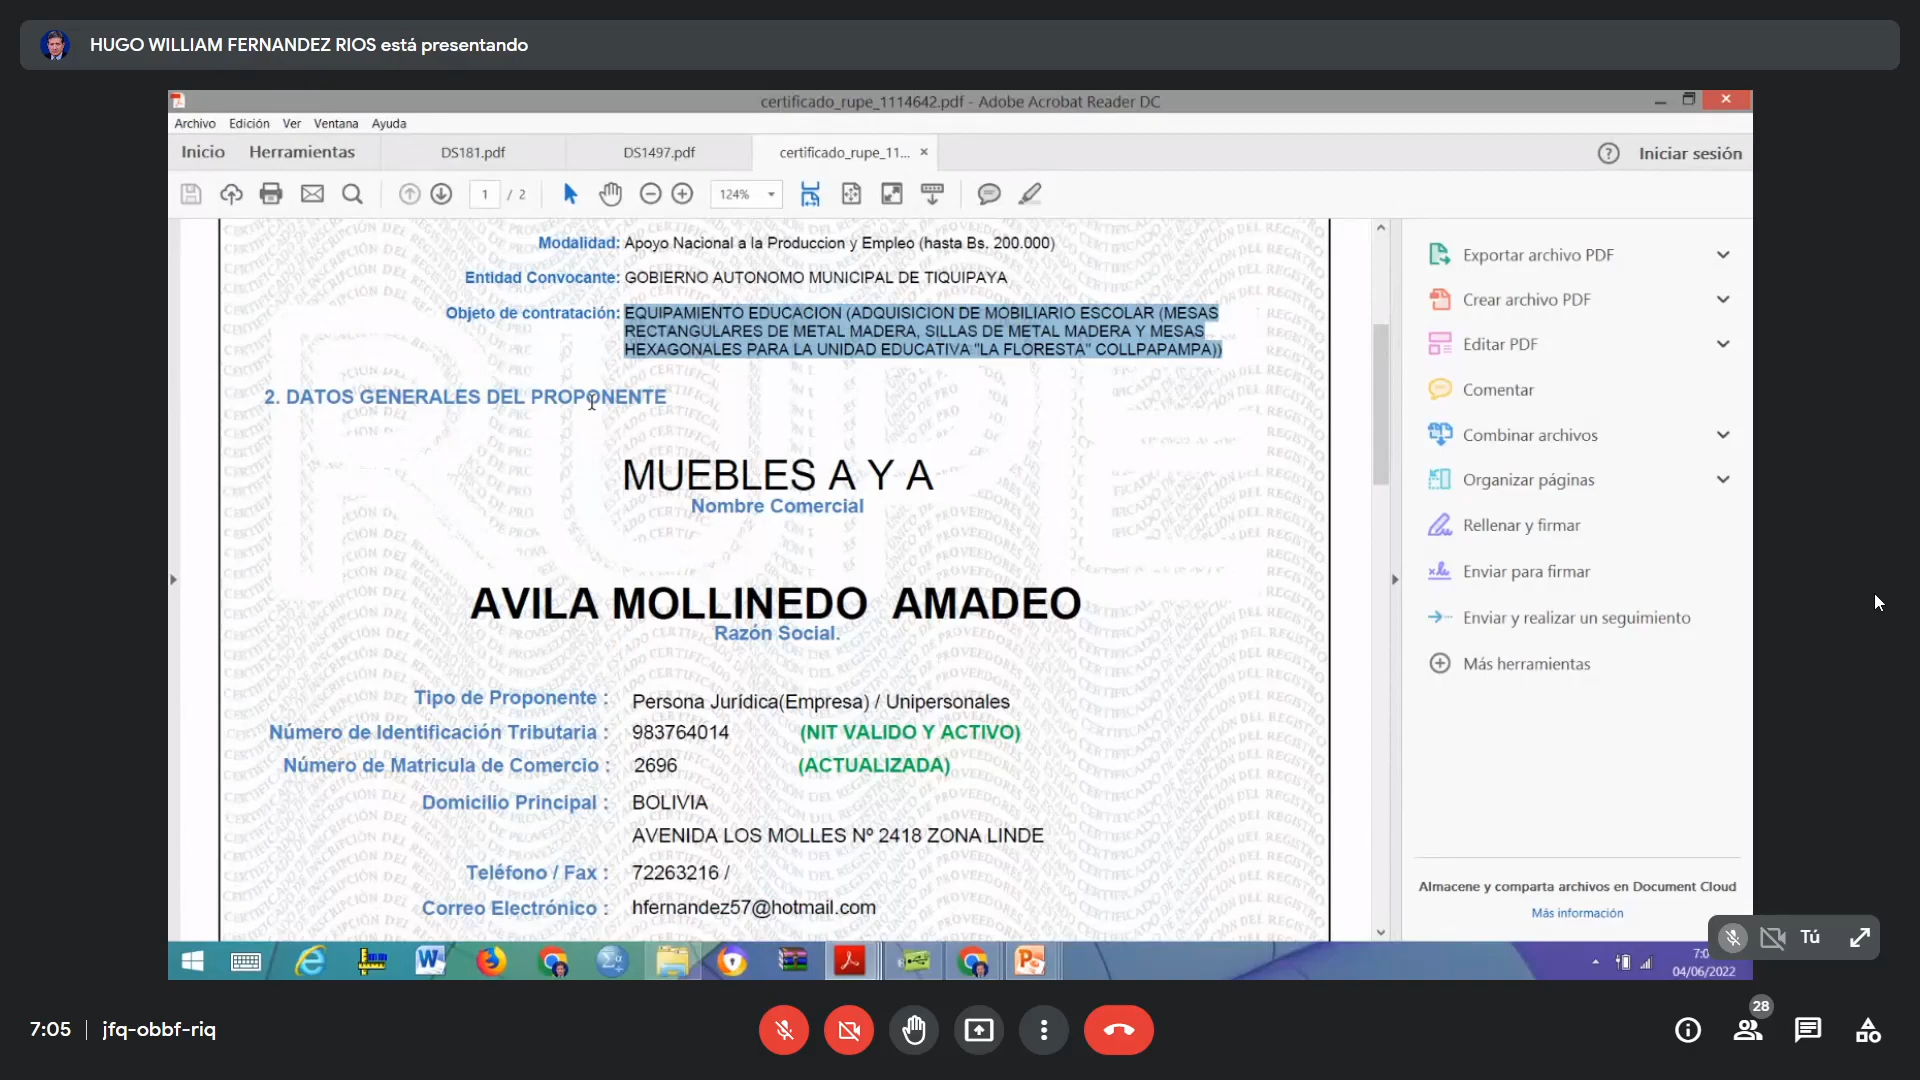 HUGO WILLIAM FERNANDEZ RIOS está presentando
certificado_rupe_1114642.pdf - Adobe Acrobat Reader DC
Archivo Edición Ver Ventana Ayuda
Inicio Herramientas DS181.pdf DS1497.pdf certificado_rupe_11... × Iniciar sesión
1 / 2 124%
Modalidad: Apoyo Nacional a la Produccion y Empleo (hasta Bs. 200.000)
Entidad Convocante: GOBIERNO AUTONOMO MUNICIPAL DE TIQUIPAYA
Objeto de contratación: EQUIPAMIENTO EDUCACION (ADQUISICION DE MOBILIARIO ESCOLAR (MESAS
RECTANGULARES DE METAL MADERA, SILLAS DE METAL MADERA Y MESAS
HEXAGONALES PARA LA UNIDAD EDUCATIVA "LA FLORESTA" COLLPAPAMPA))
2. DATOS GENERALES DEL PROPONENTE
MUEBLES A Y A
Nombre Comercial
AVILA MOLLINEDO AMADEO
Razón Social.
Tipo de Proponente : Persona Jurídica(Empresa) / Unipersonales
Número de Identificación Tributaria : 983764014 (NIT VALIDO Y ACTIVO)
Número de Matricula de Comercio : 2696 (ACTUALIZADA)
Domicilio Principal : BOLIVIA
AVENIDA LOS MOLLES Nº 2418 ZONA LINDE
Teléfono / Fax : 72263216 /
Correo Electrónico : hfernandez57@hotmail.com
Exportar archivo PDF
Crear archivo PDF
Editar PDF
Comentar
Combinar archivos
Organizar páginas
Rellenar y firmar
Enviar para firmar
Enviar y realizar un seguimiento
Más herramientas
Almacene y comparta archivos en Document Cloud
Más información
Tú
04/06/2022
7:05 | jfq-obbf-riq
28